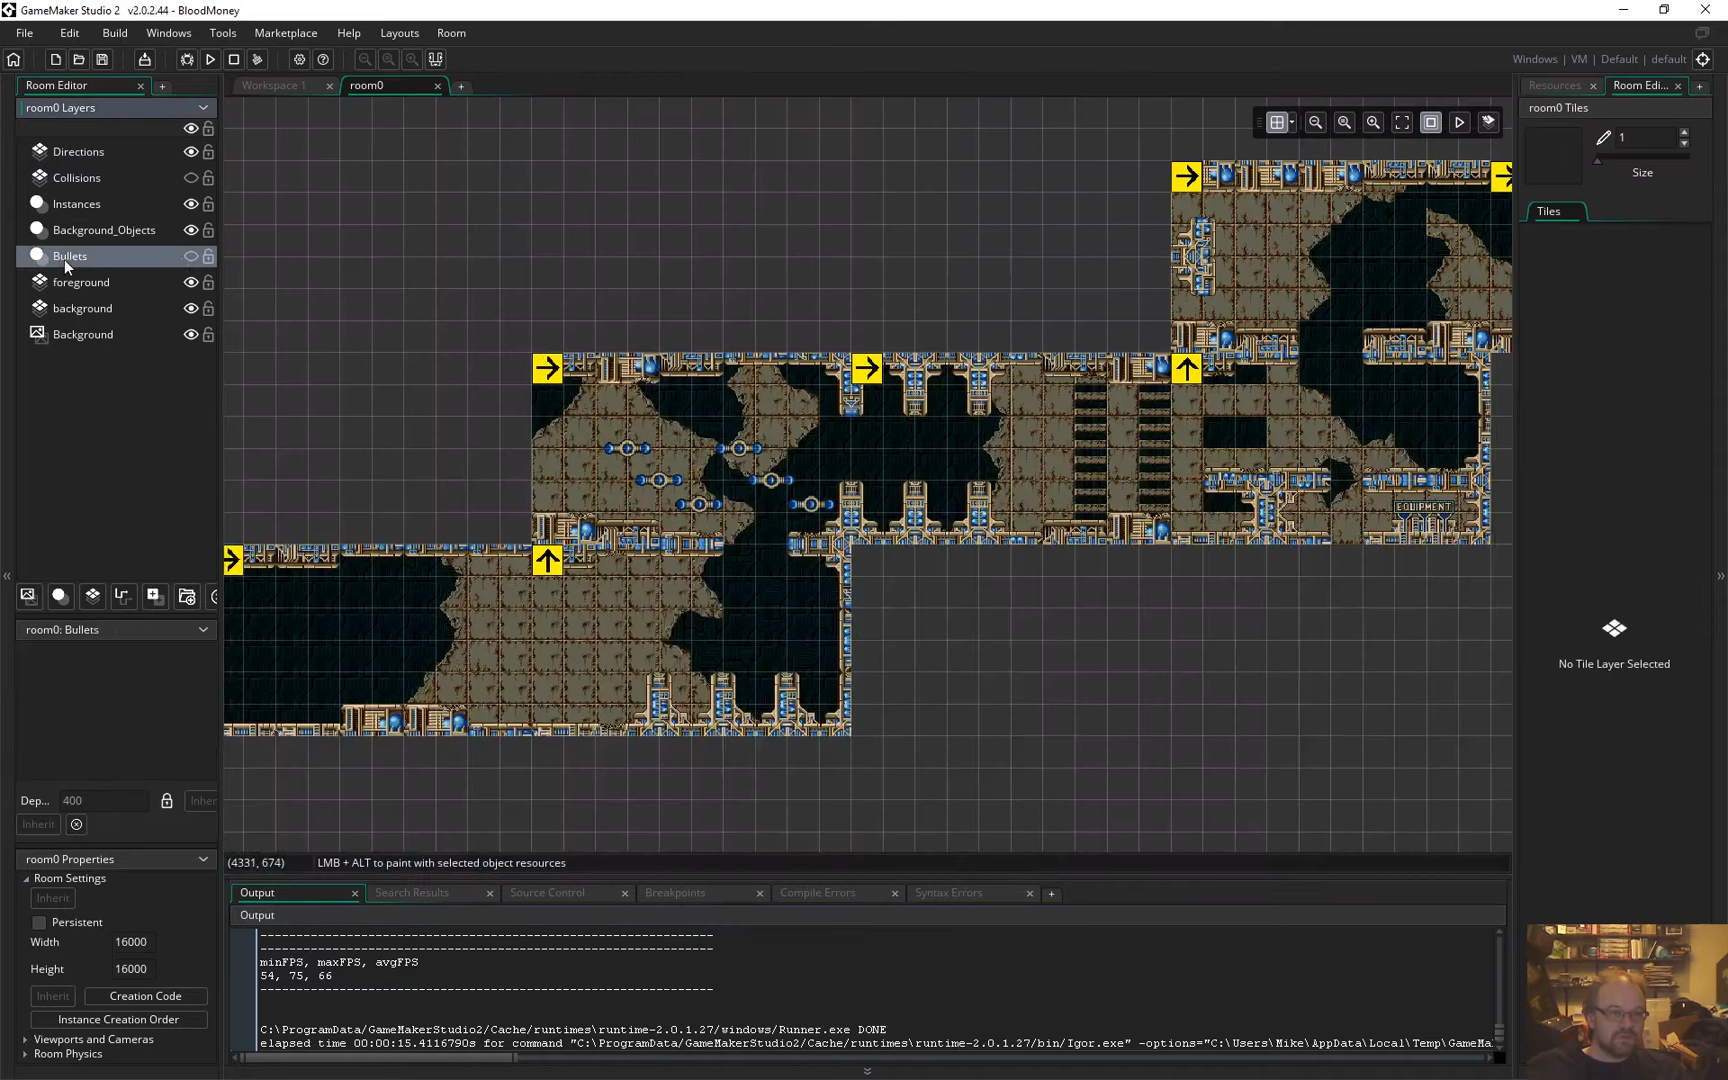 GameMaker Studio 2 v2.0.2.44 - BloodMoney
File Edit Build Windows Tools Marketplace Help Layouts Room
Windows | VM | Default | default
Room Editor
Workspace 1
room0
Resources
Room Edi...
room0 Layers
room0 Tiles
1
Size
Tiles
Directions
Collisions
Instances
Background_Objects
Bullets
foreground
background
Background
EQUIPMENT
No Tile Layer Selected
room0: Bullets
Dep... 400
Inherit
(4331, 674) LMB + ALT to paint with selected object resources
room0 Properties
Room Settings
Inherit
Persistent
Width 16000
Height 16000
Inherit Creation Code
Instance Creation Order
Viewports and Cameras
Room Physics
Output Search Results Source Control Breakpoints Compile Errors Syntax Errors
Output
-----------------------------------------------------------------
-----------------------------------------------------------------
minFPS, maxFPS, avgFPS
54, 75, 66
-----------------------------------------------------------------
C:\ProgramData/GameMakerStudio2/Cache/runtimes\runtime-2.0.1.27/windows/Runner.exe DONE
elapsed time 00:00:15.4116790s for command "C:\ProgramData/GameMakerStudio2/Cache/runtimes\runtime-2.0.1.27/bin/Igor.exe" -options="C:\Users\Mike\AppData\Local\Temp\GameMa